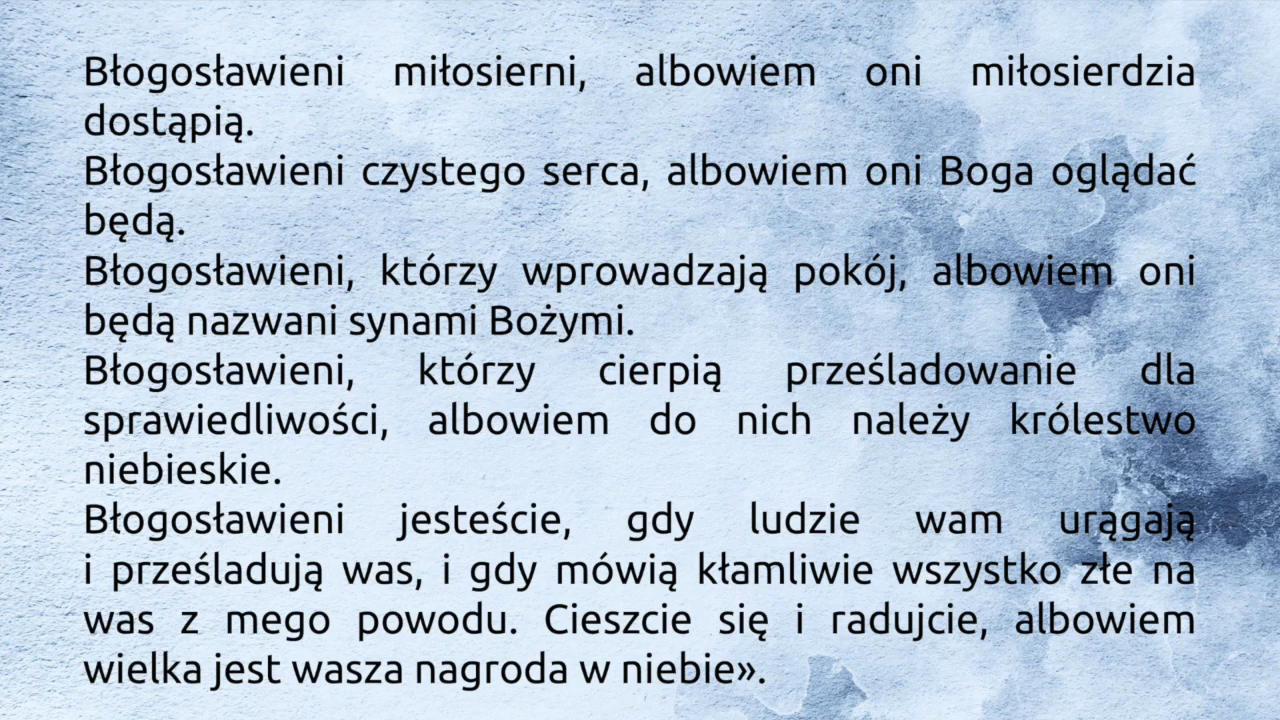 Błogosławieni miłosierni, albowiem oni miłosierdzia
dostąpią.
Błogosławieni czystego serca, albowiem oni Boga oglądać
będą.
Błogosławieni, którzy wprowadzają pokój, albowiem oni
będą nazwani synami Bożymi.
Błogosławieni, którzy cierpią prześladowanie dla
sprawiedliwości, albowiem do nich należy królestwo
niebieskie.
Błogosławieni jesteście, gdy ludzie wam urągają
i prześladują was, i gdy mówią kłamliwie wszystko złe na
was z mego powodu. Cieszcie się i radujcie, albowiem
wielka jest wasza nagroda w niebie».